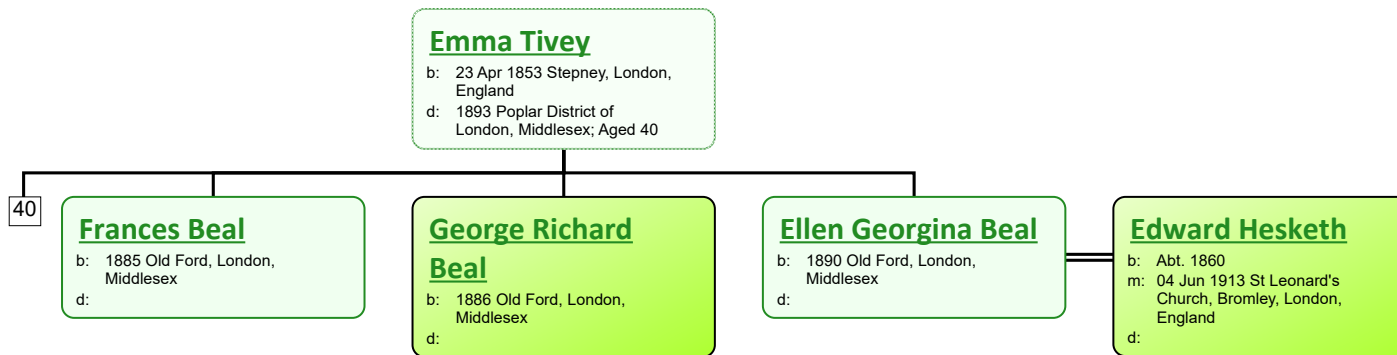 Emma Tivey
b: 23 Apr 1853 Stepney, London,
England
d: 1893 Poplar District of
London, Middlesex; Aged 40
40
Frances Beal
b: 1885 Old Ford, London,
Middlesex
d:
George Richard
Beal
b: 1886 Old Ford, London,
Middlesex
d:
Ellen Georgina Beal
b: 1890 Old Ford, London,
Middlesex
d:
Edward Hesketh
b: Abt. 1860
m: 04 Jun 1913 St Leonard's
Church, Bromley, London,
England
d: